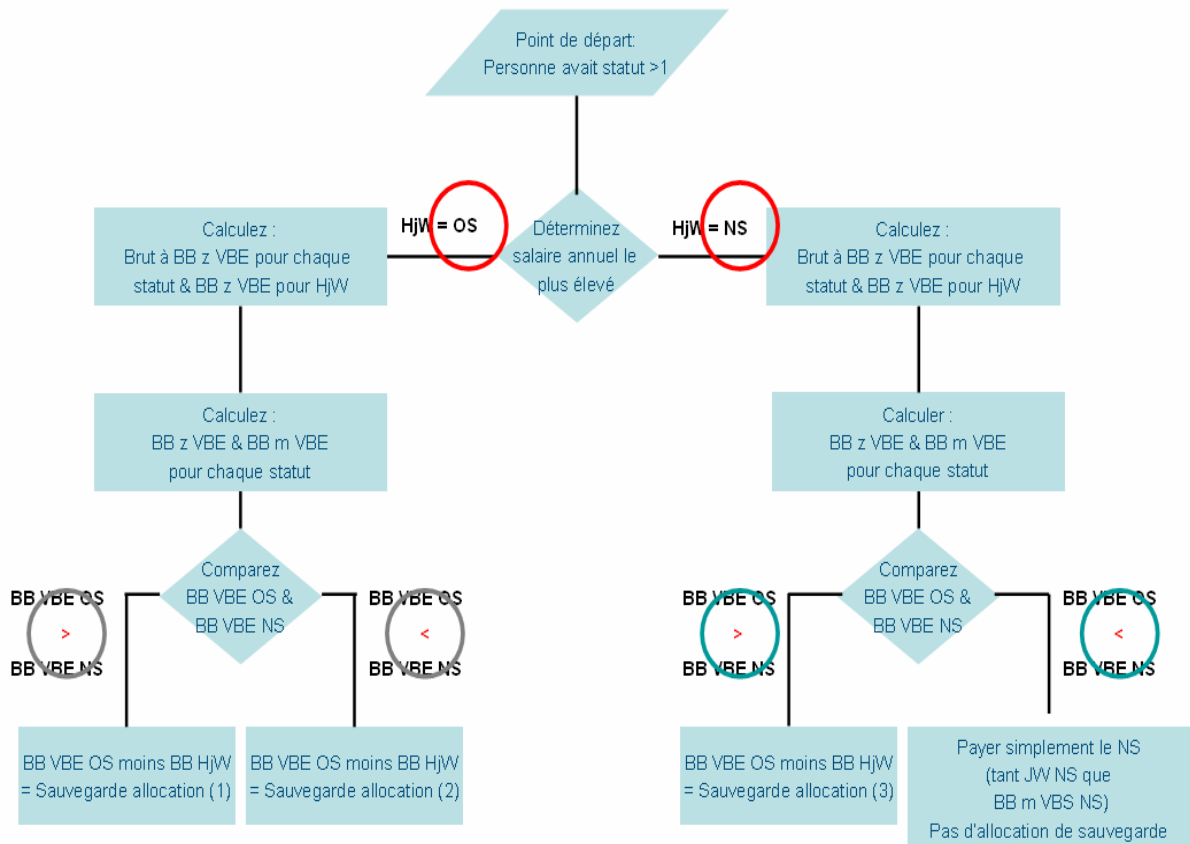 Point de départ:
Personne avait statut >1
HjW = OS
Déterminez
salaire annuel le
plus élevé
HjW = NS
Calculez :
Brut à BB z VBE pour chaque
statut & BB z VBE pour HjW
Calculez :
Brut à BB z VBE pour chaque
statut & BB z VBE pour HjW
Calculez :
BB z VBE & BB m VBE
pour chaque statut
Calculer :
BB z VBE & BB m VBE
pour chaque statut
BB VBE OS
>
BB VBE NS
Comparez
BB VBE OS &
BB VBE NS
BB VBE OS
<
BB VBE NS
BB VBE OS
>
BB VBE NS
Comparez
BB VBE OS &
BB VBE NS
BB VBE OS
<
BB VBE NS
BB VBE OS moins BB HjW
= Sauvegarde allocation (1)
BB VBE OS moins BB HjW
= Sauvegarde allocation (2)
BB VBE OS moins BB HjW
= Sauvegarde allocation (3)
Payer simplement le NS
(tant JW NS que
BB m VBS NS)
Pas d'allocation de sauvegarde